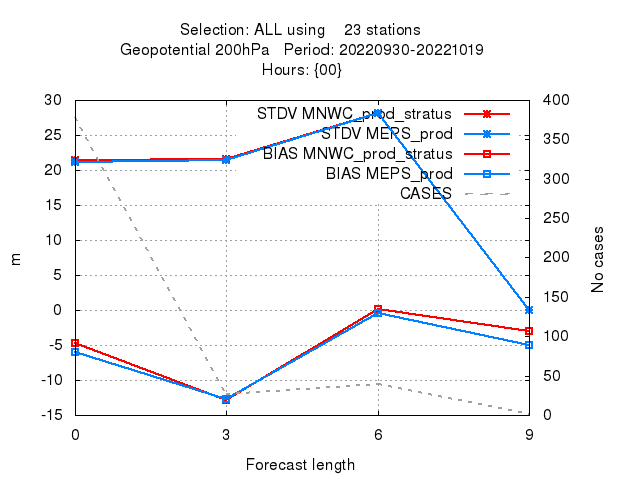 Selection: ALL using    23 stations
Geopotential 200hPa   Period: 20220930-20221019
Hours: {00}
30
25
20
15
10
5
0
-5
-10
-15
m
400
350
300
250
200
150
100
50
0
No cases
STDV MNWC_prod_stratus
STDV MEPS_prod
BIAS MNWC_prod_stratus
BIAS MEPS_prod
CASES
0 3 6 9
Forecast length